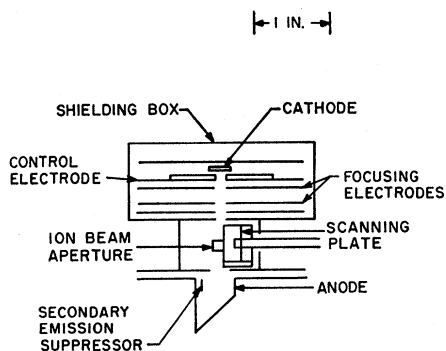 1 IN.
SHIELDING BOX
CATHODE
CONTROL
ELECTRODE
FOCUSING
ELECTRODES
ION BEAM
APERTURE
SCANNING
PLATE
SECONDARY
EMISSION
SUPPRESSOR
ANODE